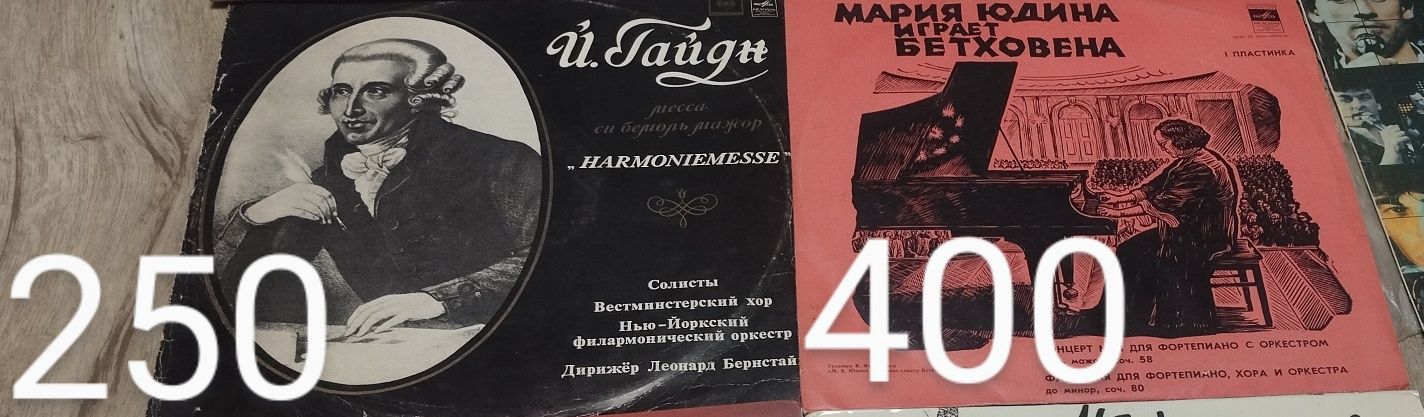 Й. Гайдн
месса
си бемоль мажор
„HARMONIEMESSE"
Солисты
Вестминстерский хор
Нью-Йоркский
филармонический оркестр
Дирижёр Леонард Бернстай
250
МАРИЯ ЮДИНА
ИГРАЕТ
БЕТХОВЕНА
I ПЛАСТИНКА
ДЛЯ ФОРТЕПИАНО С ОРКЕСТРОМ
соч. 58
ДЛЯ ФОРТЕПИАНО, ХОРА И ОРКЕСТРА
до минор, соч. 80
400